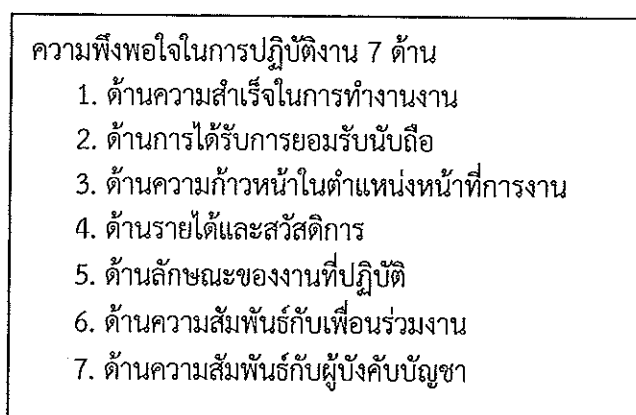 ความพึงพอใจในการปฏิบัติงาน 7 ด้าน
1. ด้านความสำเร็จในการทำงานงาน
2. ด้านการได้รับการยอมรับนับถือ
3. ด้านความก้าวหน้าในตำแหน่งหน้าที่การงาน
4. ด้านรายได้และสวัสดิการ
5. ด้านลักษณะของงานที่ปฏิบัติ
6. ด้านความสัมพันธ์กับเพื่อนร่วมงาน
7. ด้านความสัมพันธ์กับผู้บังคับบัญชา